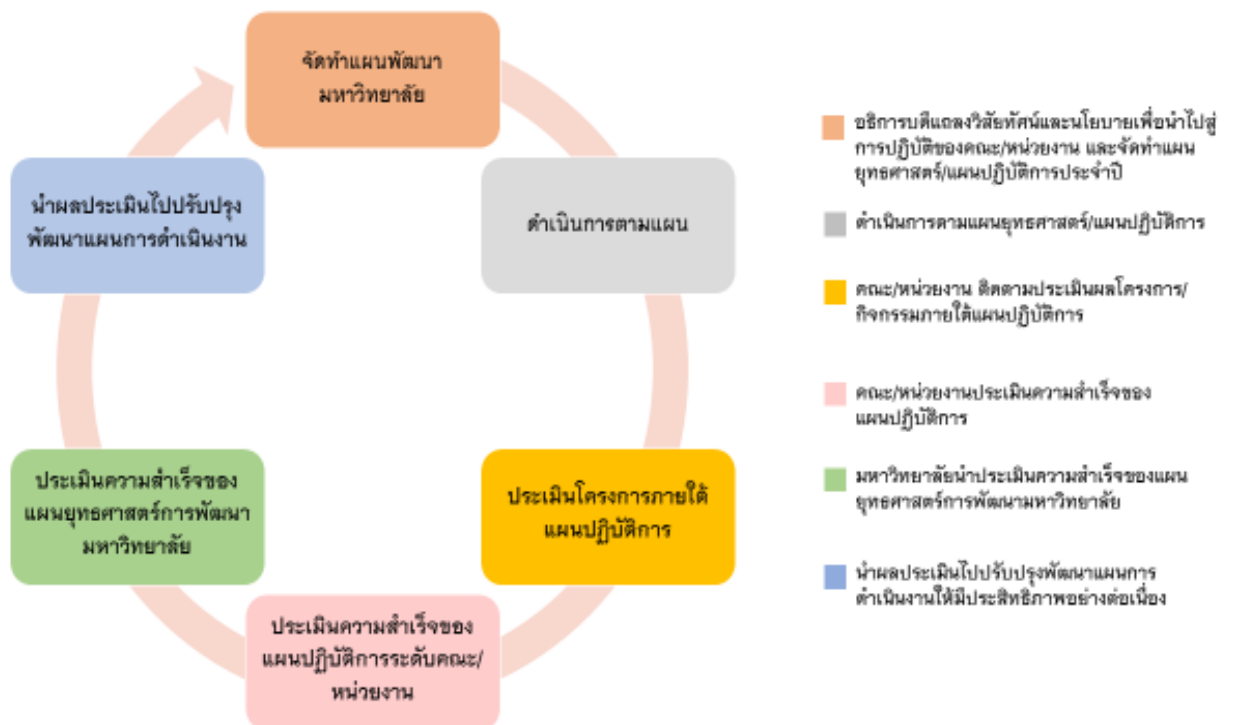 จัดทำแผนพัฒนา
มหาวิทยาลัย
ดำเนินการตามแผน
ประเมินโครงการภายใต้
แผนปฏิบัติการ
ประเมินความสำเร็จของ
แผนปฏิบัติการระดับคณะ/
หน่วยงาน
ประเมินความสำเร็จของ
แผนยุทธศาสตร์การพัฒนา
มหาวิทยาลัย
นำผลประเมินไปปรับปรุง
พัฒนาแผนการดำเนินงาน
อธิการบดีแถลงวิสัยทัศน์และนโยบายเพื่อนำไปสู่
การปฏิบัติของคณะ/หน่วยงาน และจัดทำแผน
ยุทธศาสตร์/แผนปฏิบัติการประจำปี
ดำเนินการตามแผนยุทธศาสตร์/แผนปฏิบัติการ
คณะ/หน่วยงาน ติดตามประเมินผลโครงการ/
กิจกรรมภายใต้แผนปฏิบัติการ
คณะ/หน่วยงานประเมินความสำเร็จของ
แผนปฏิบัติการ
มหาวิทยาลัยนำประเมินความสำเร็จของแผน
ยุทธศาสตร์การพัฒนามหาวิทยาลัย
นำผลประเมินไปปรับปรุงพัฒนาแผนการ
ดำเนินงานให้มีประสิทธิภาพอย่างต่อเนื่อง